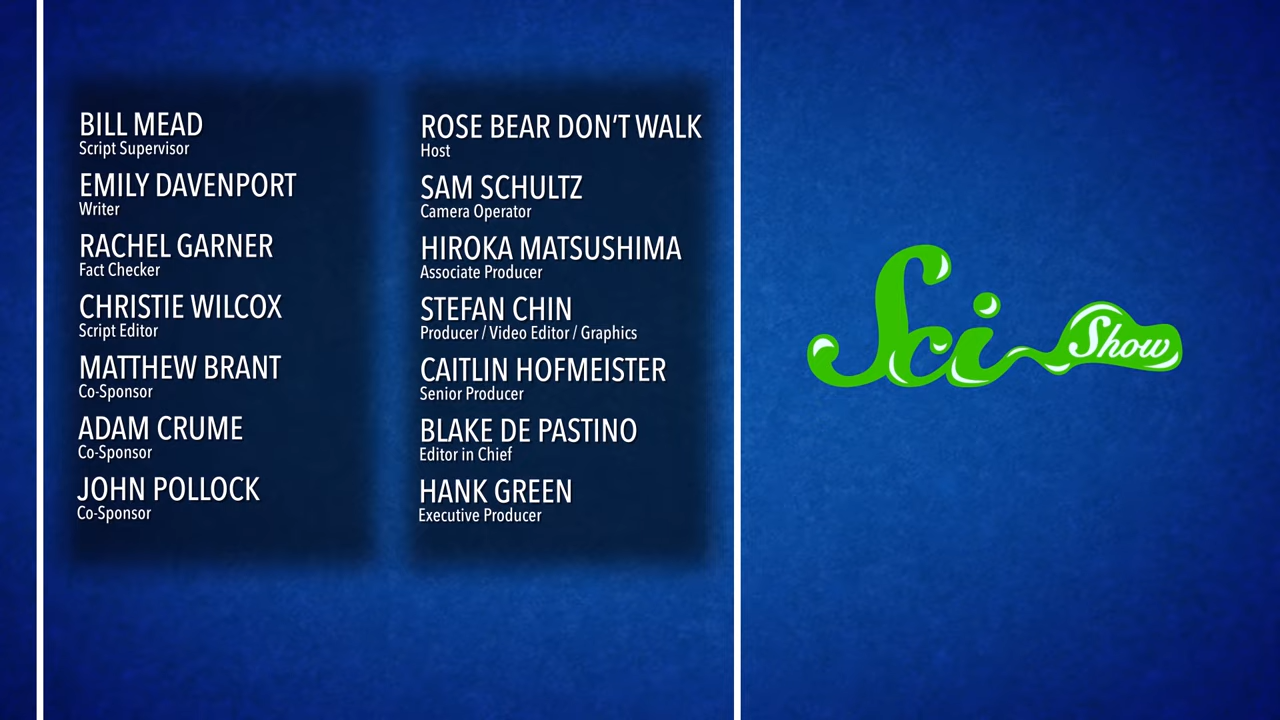 BILL MEAD
Script Supervisor
EMILY DAVENPORT
Writer
RACHEL GARNER
Fact Checker
CHRISTIE WILCOX
Script Editor
MATTHEW BRANT
Co-Sponsor
ADAM CRUME
Co-Sponsor
JOHN POLLOCK
Co-Sponsor
ROSE BEAR DON'T WALK
Host
SAM SCHULTZ
Camera Operator
HIROKA MATSUSHIMA
Associate Producer
STEFAN CHIN
Producer / Video Editor / Graphics
CAITLIN HOFMEISTER
Senior Producer
BLAKE DE PASTINO
Editor in Chief
HANK GREEN
Executive Producer
Sci Show